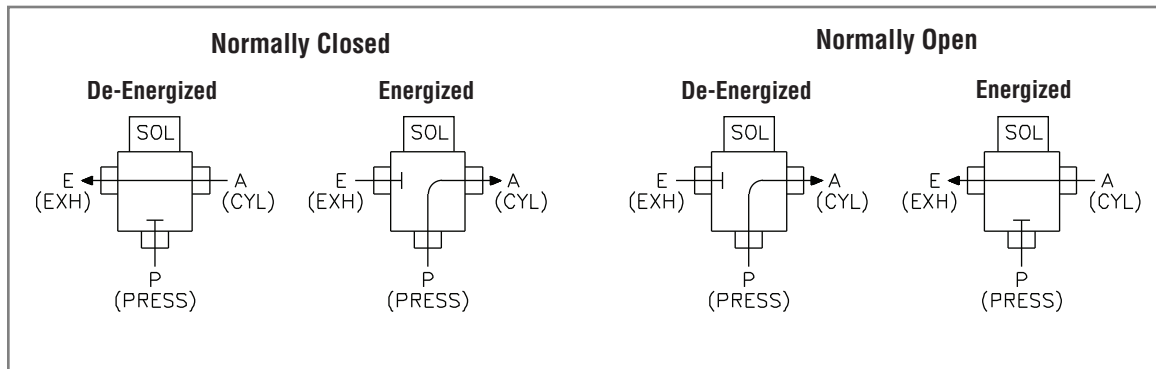 Normally Closed
Normally Open
De-Energized
Energized
De-Energized
Energized
SOL
SOL
SOL
SOL
E
A
E
A
E
A
E
A
(EXH)
(CYL)
(EXH)
(CYL)
(EXH)
(CYL)
(EXH)
(CYL)
P
P
P
P
(PRESS)
(PRESS)
(PRESS)
(PRESS)